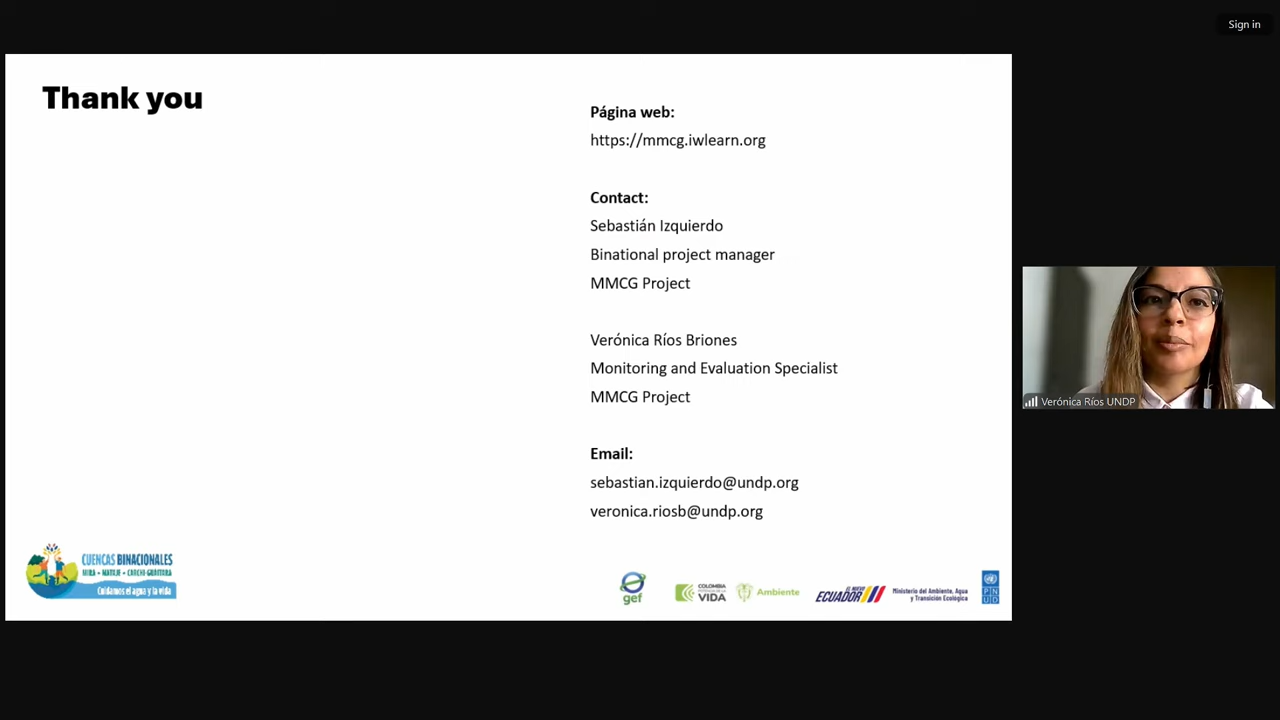 Sign in
Thank you
Página web:
https://mmcg.iwlearn.org
Contact:
Sebastián Izquierdo
Binational project manager
MMCG Project
Verónica Ríos Briones
Monitoring and Evaluation Specialist
MMCG Project
Email:
sebastian.izquierdo@undp.org
veronica.riosb@undp.org
Verónica Ríos UNDP
CUENCAS BINACIONALES
MIRA • MATAJE • CARCHI-GUÁITARA
Cuidamos el agua y la vida
gef
COLOMBIA
VIDA
Ambiente
EL NUEVO
ECUADOR
Ministerio del Ambiente, Agua
y Transición Ecológica
PNUD